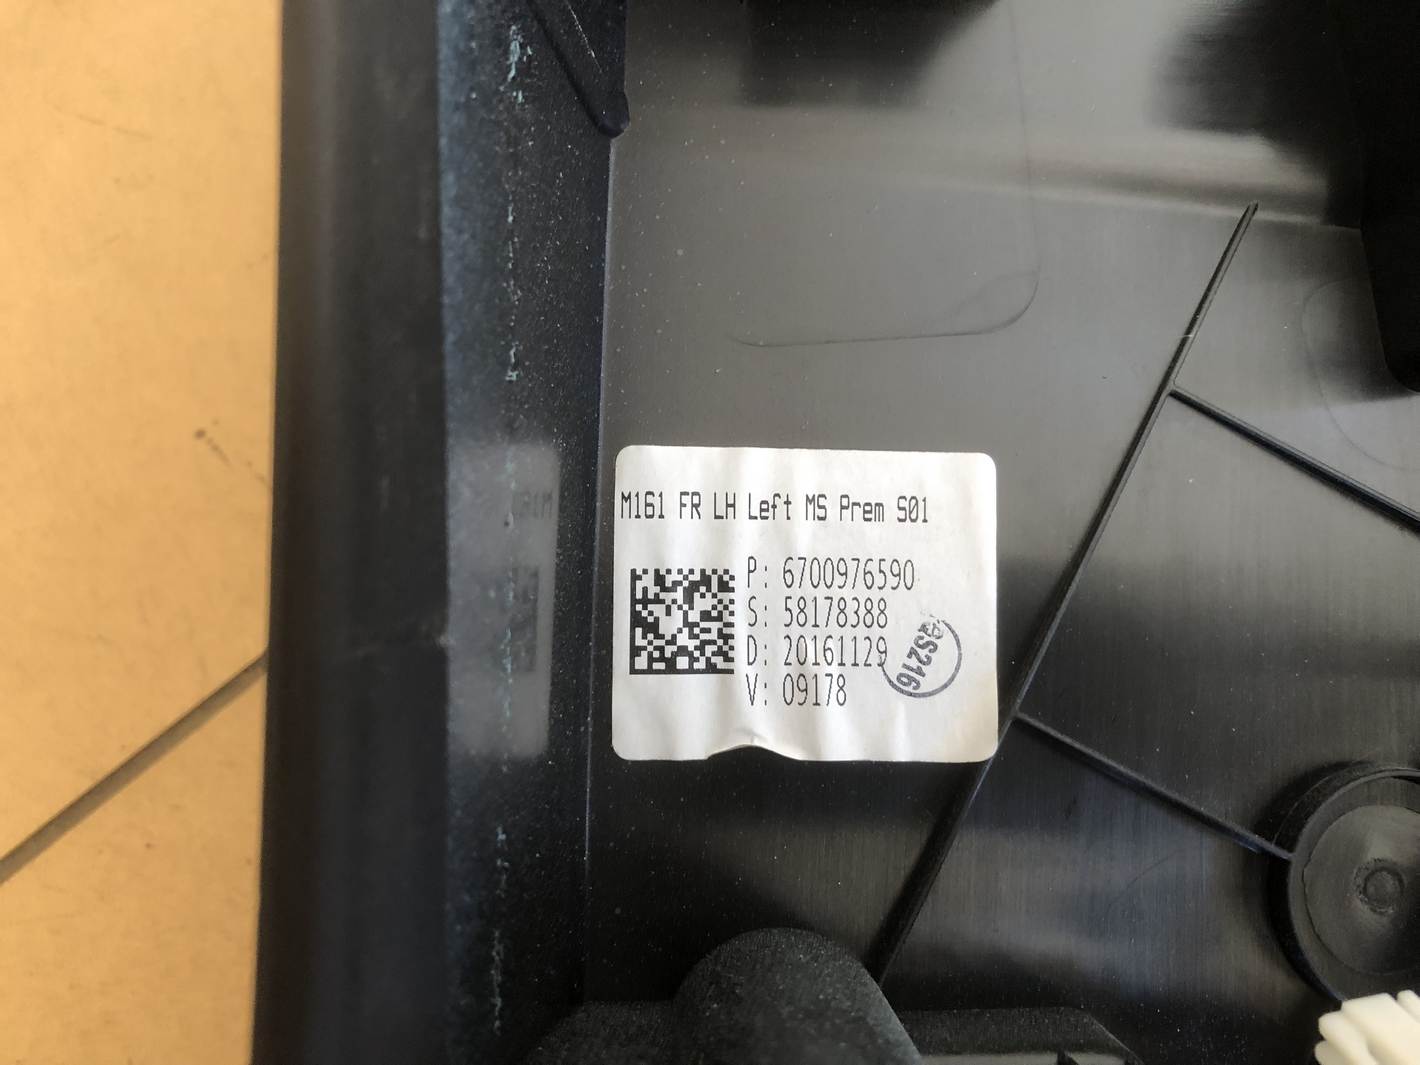 M161 FR LH Left MS Prem S01
P: 6700976590
S: 58178388
D: 20161129
V: 09178
QS216